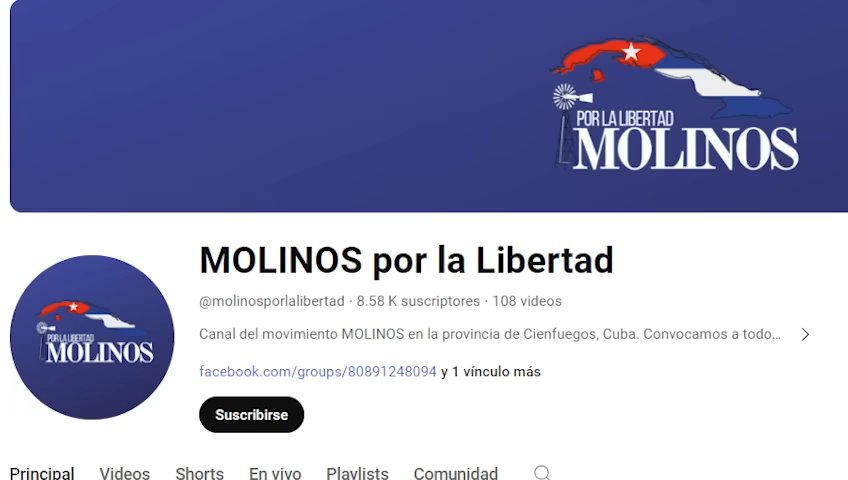 POR LA LIBERTAD
MOLINOS
POR LA LIBERTAD
MOLINOS
MOLINOS por la Libertad
@molinosporlalibertad · 8.58 K suscriptores · 108 videos
Canal del movimiento MOLINOS en la provincia de Cienfuegos, Cuba. Convocamos a todo...
facebook.com/groups/80891248094 y 1 vínculo más
Suscribirse
Principal Videos Shorts En vivo Playlists Comunidad